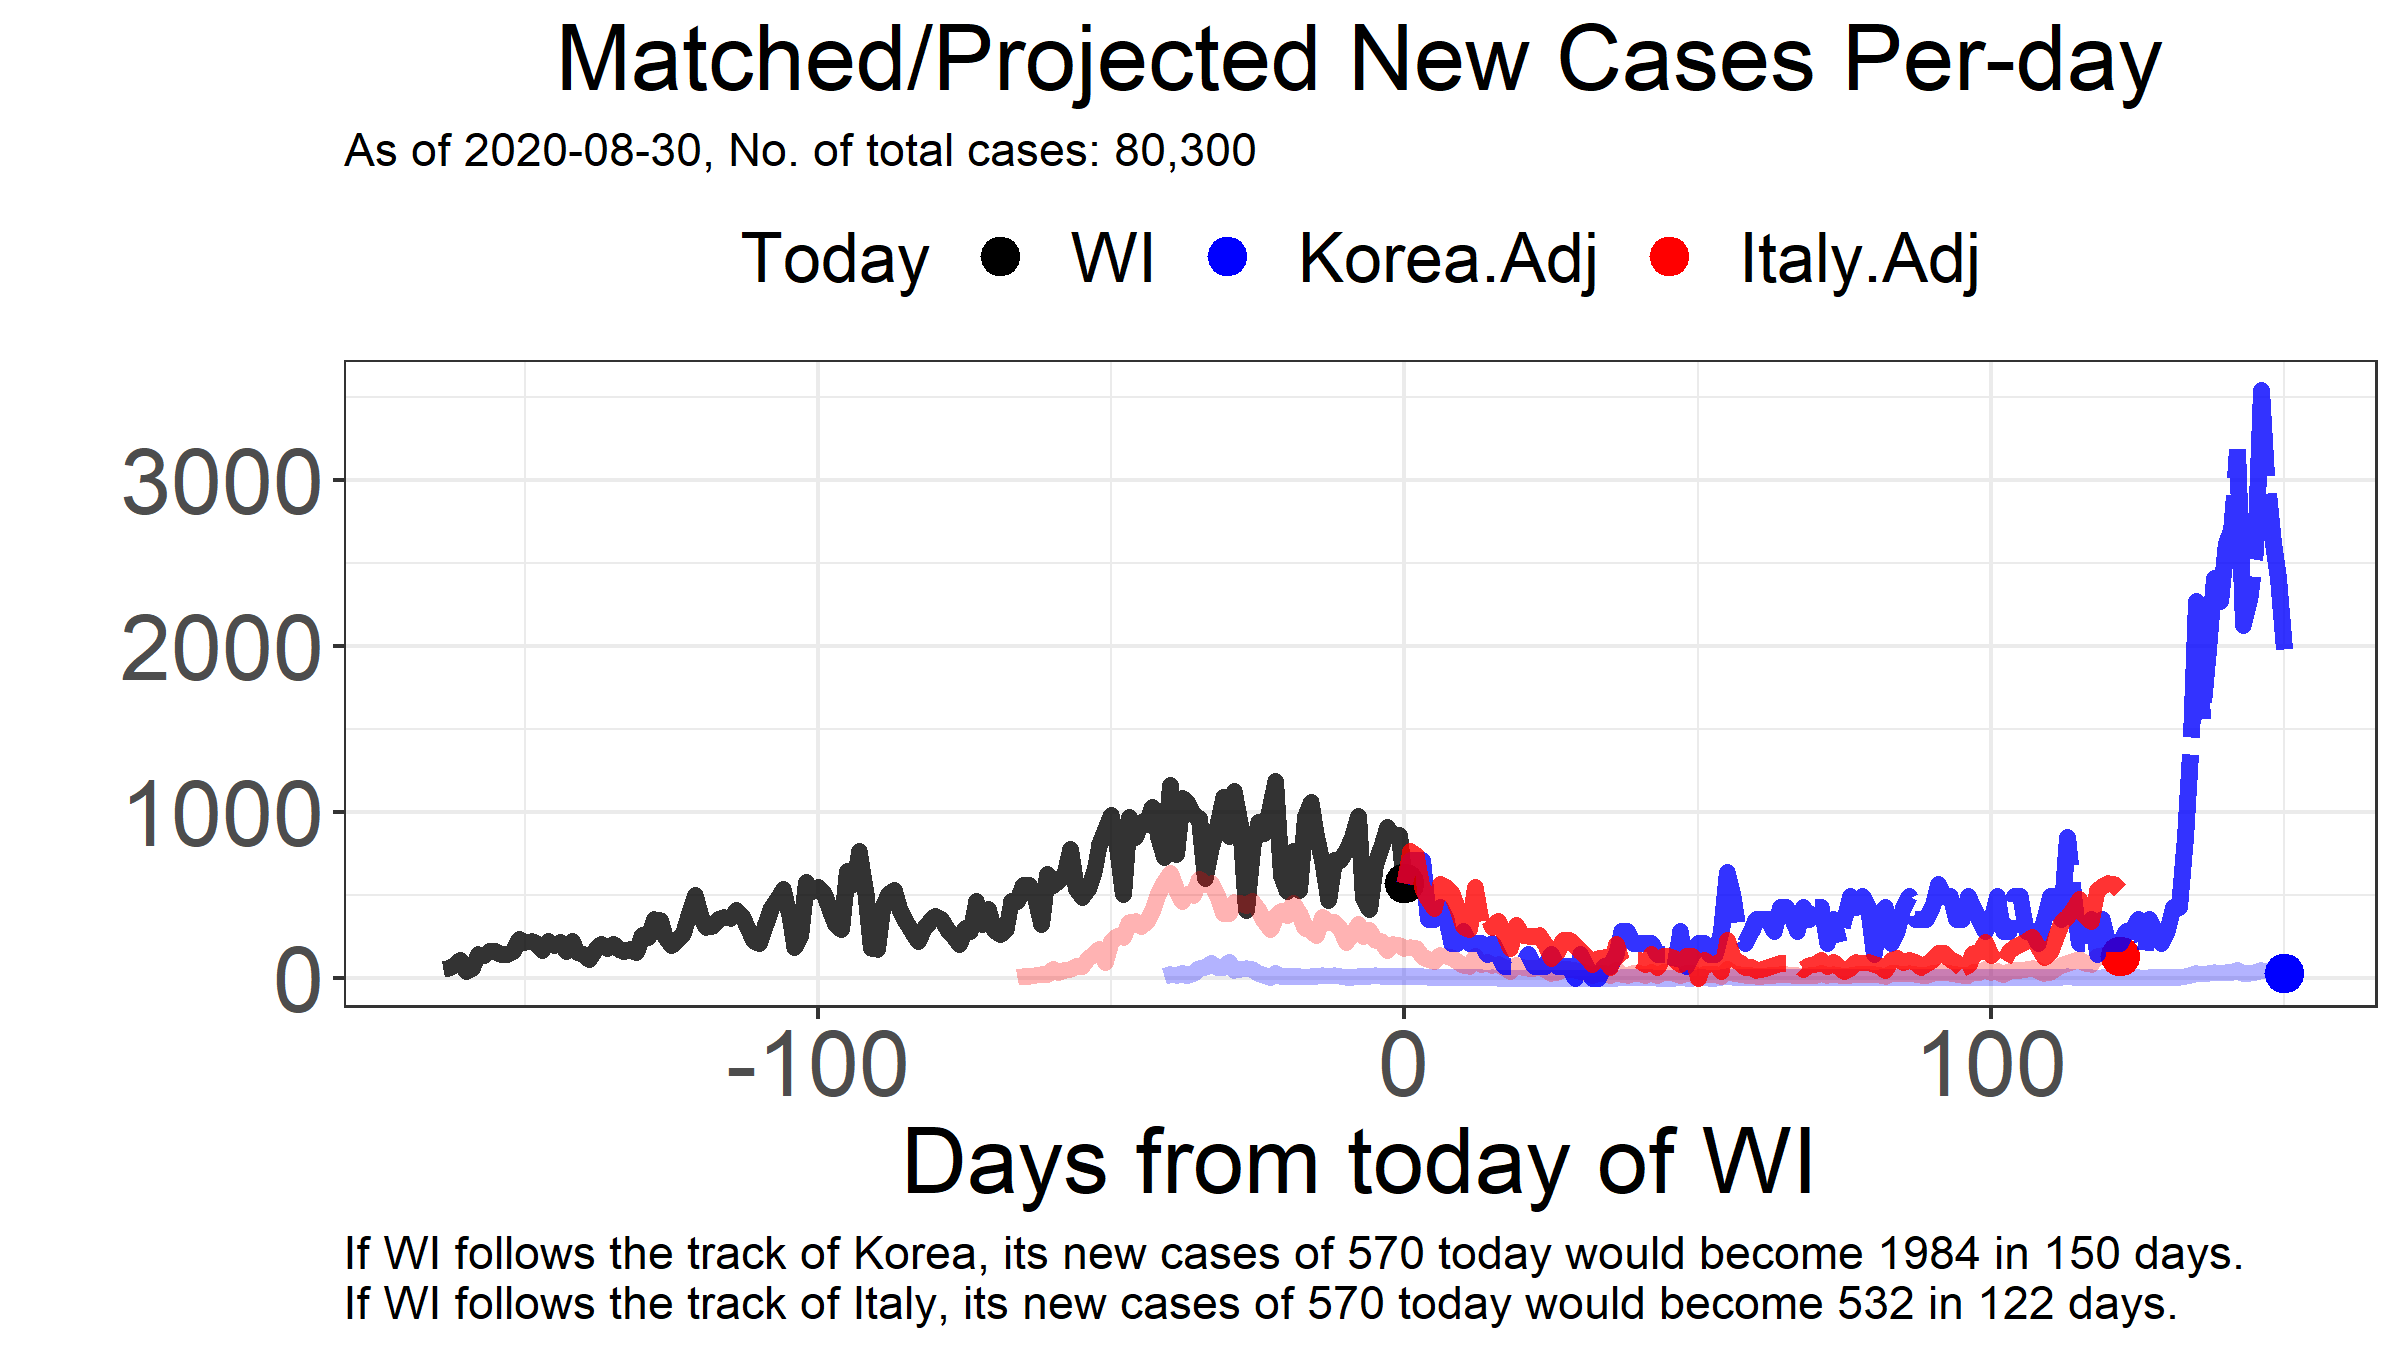 Matched/Projected New Cases Per-day
As of 2020-08-30, No. of total cases: 80,300
Today WI Korea.Adj Italy.Adj
3000
2000
1000
0
-100 0 100
Days from today of WI
If WI follows the track of Korea, its new cases of 570 today would become 1984 in 150 days.
If WI follows the track of Italy, its new cases of 570 today would become 532 in 122 days.